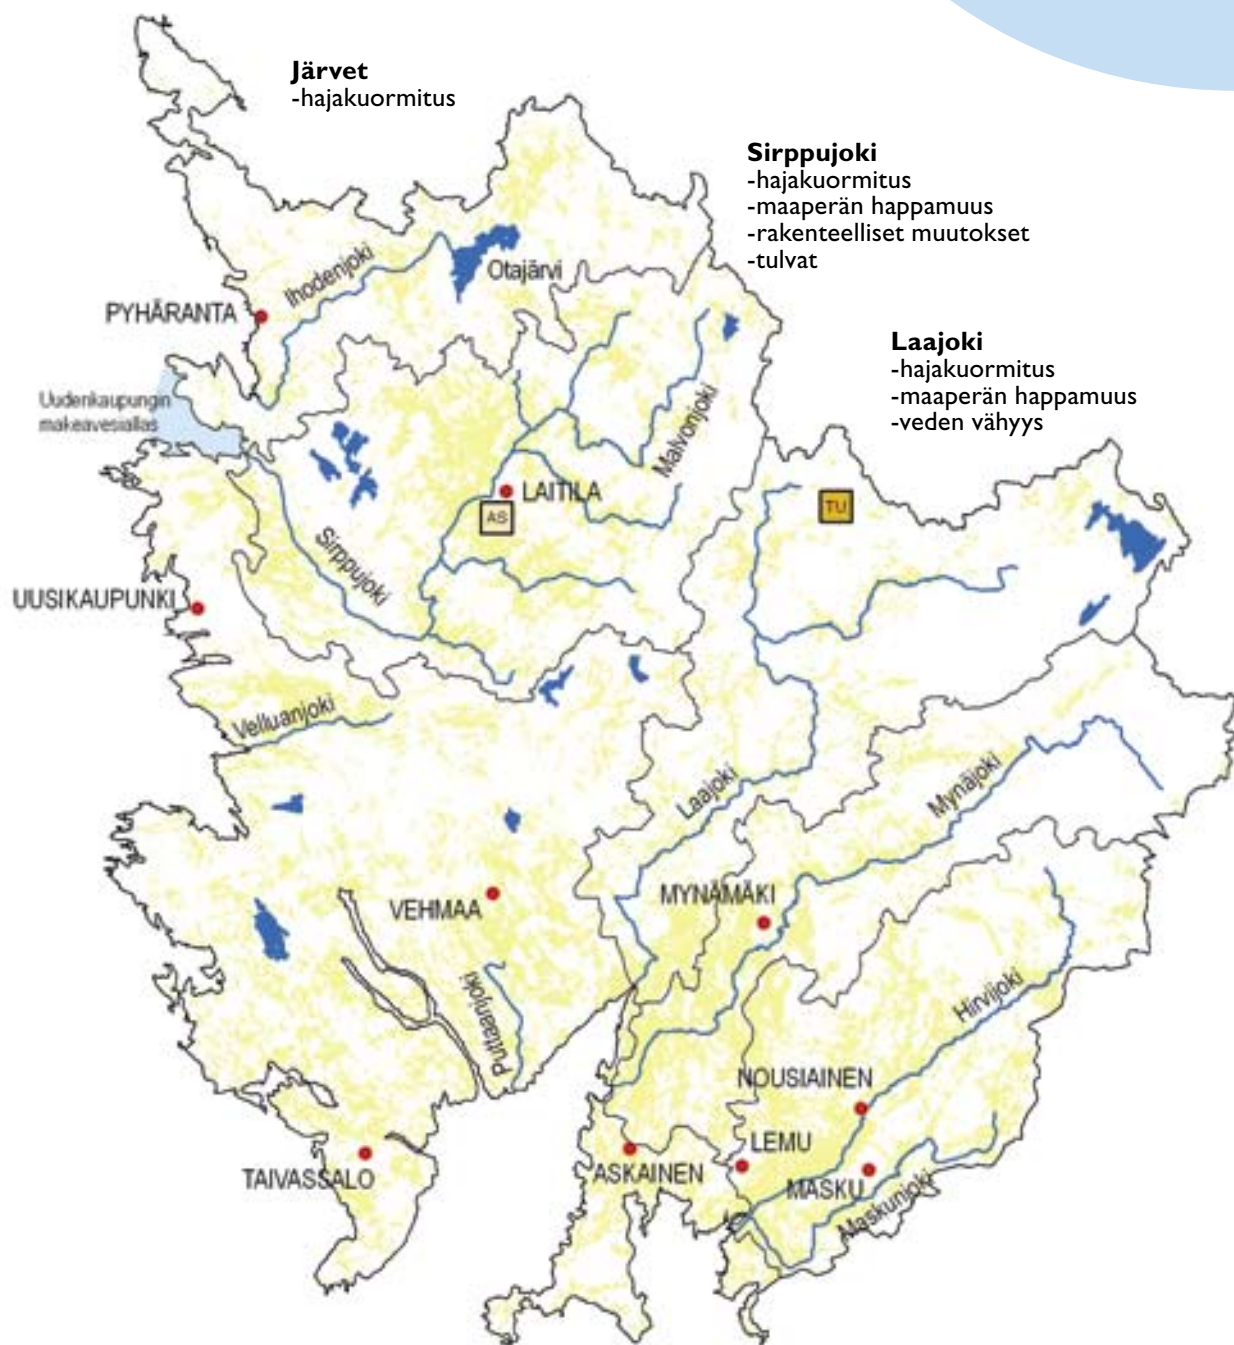 Järvet
-hajakuormitus
Sirppujoki
-hajakuormitus
-maaperän happamuus
-rakenteelliset muutokset
-tulvat
Ihodenjoki
Otajärvi
PYHÄRANTA
Laajoki
-hajakuormitus
-maaperän happamuus
-veden vähyys
Uudenkaupungin
makeavesiallas
Malvonjoki
LAITILA
AS
TU
Sirppujoki
UUSIKAUPUNKI
Velluanjoki
Laajoki
Mynäjoki
MYNÄMÄKI
VEHMAA
Puttaanjoki
Hirvijoki
NOUSIAINEN
LEMU
TAIVASSALO
ASKAINEN
MASKU
Maskunjoki